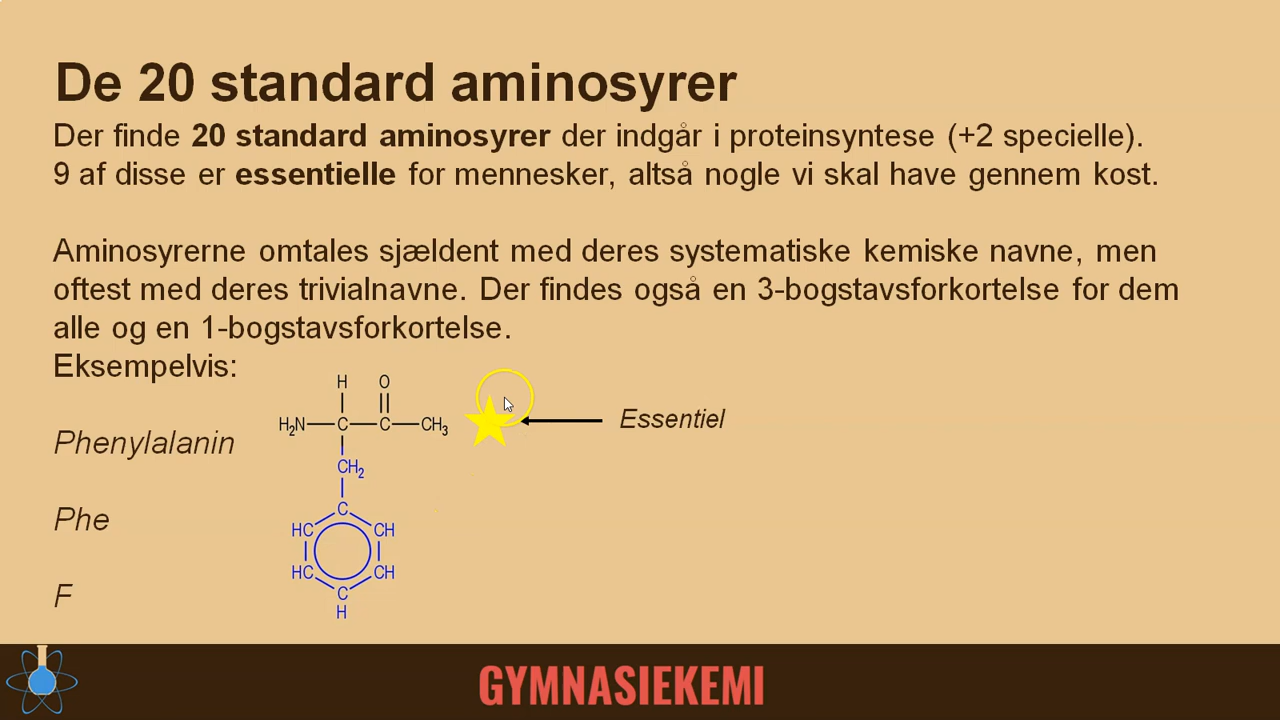 De 20 standard aminosyrer
Der finde 20 standard aminosyrer der indgår i proteinsyntese (+2 specielle).
9 af disse er essentielle for mennesker, altså nogle vi skal have gennem kost.
Aminosyrerne omtales sjældent med deres systematiske kemiske navne, men
oftest med deres trivialnavne. Der findes også en 3-bogstavsforkortelse for dem
alle og en 1-bogstavsforkortelse.
Eksempelvis:
H O
H₂N C C CH₃
Essentiel
Phenylalanin
CH₂
C
Phe
HC CH
HC CH
C
F
H
GYMNASIEKEMI